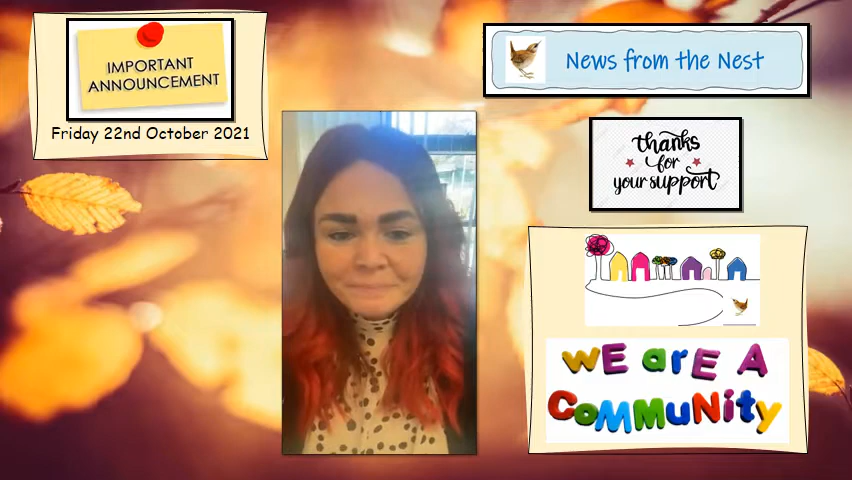 IMPORTANT
ANNOUNCEMENT
Friday 22nd October 2021
News from the Nest
thanks
for
your support
wE arE A
CoMMuNity